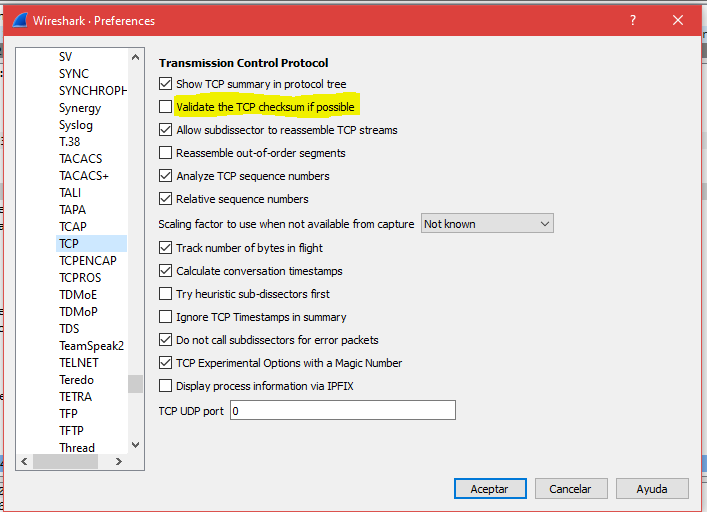 Wireshark · Preferences
SV
SYNC
SYNCHROPH
Synergy
Syslog
T.38
TACACS
TACACS+
TALI
TAPA
TCAP
TCP
TCPENCAP
TCPROS
TDMoE
TDMoP
TDS
TeamSpeak2
TELNET
Teredo
TETRA
TFP
TFTP
Thread
Transmission Control Protocol
Show TCP summary in protocol tree
Validate the TCP checksum if possible
Allow subdissector to reassemble TCP streams
Reassemble out-of-order segments
Analyze TCP sequence numbers
Relative sequence numbers
Scaling factor to use when not available from capture Not known
Track number of bytes in flight
Calculate conversation timestamps
Try heuristic sub-dissectors first
Ignore TCP Timestamps in summary
Do not call subdissectors for error packets
TCP Experimental Options with a Magic Number
Display process information via IPFIX
TCP UDP port 0
Aceptar Cancelar Ayuda